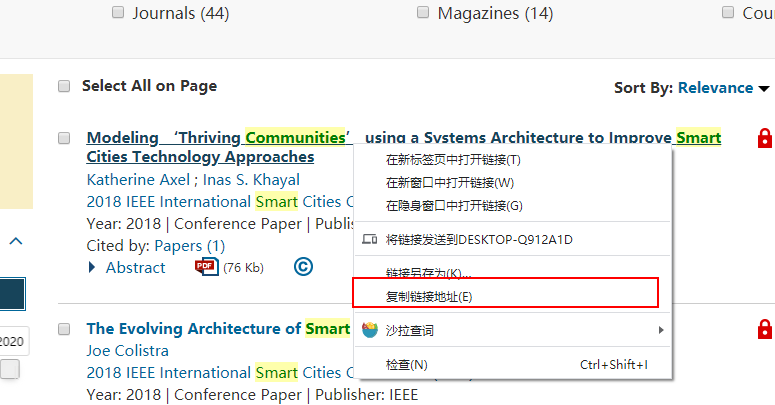 Journals (44)
Magazines (14)
Cou
Select All on Page
Sort By: Relevance
Modeling ‘Thriving Communities’ using a Systems Architecture to Improve Smart
Cities Technology Approaches
Katherine Axel ; Inas S. Khayal
2018 IEEE International Smart Cities C
Year: 2018 | Conference Paper | Publis
Cited by: Papers (1)
Abstract
PDF
(76 Kb)
©
在新标签页中打开链接(T)
在新窗口中打开链接(W)
在隐身窗口中打开链接(G)
将链接发送到DESKTOP-Q912A1D
链接另存为(K)...
复制链接地址(E)
沙拉查词
检查(N) Ctrl+Shift+I
The Evolving Architecture of Smart
Joe Colistra
2018 IEEE International Smart Cities C
Year: 2018 | Conference Paper | Publisher: IEEE
2020